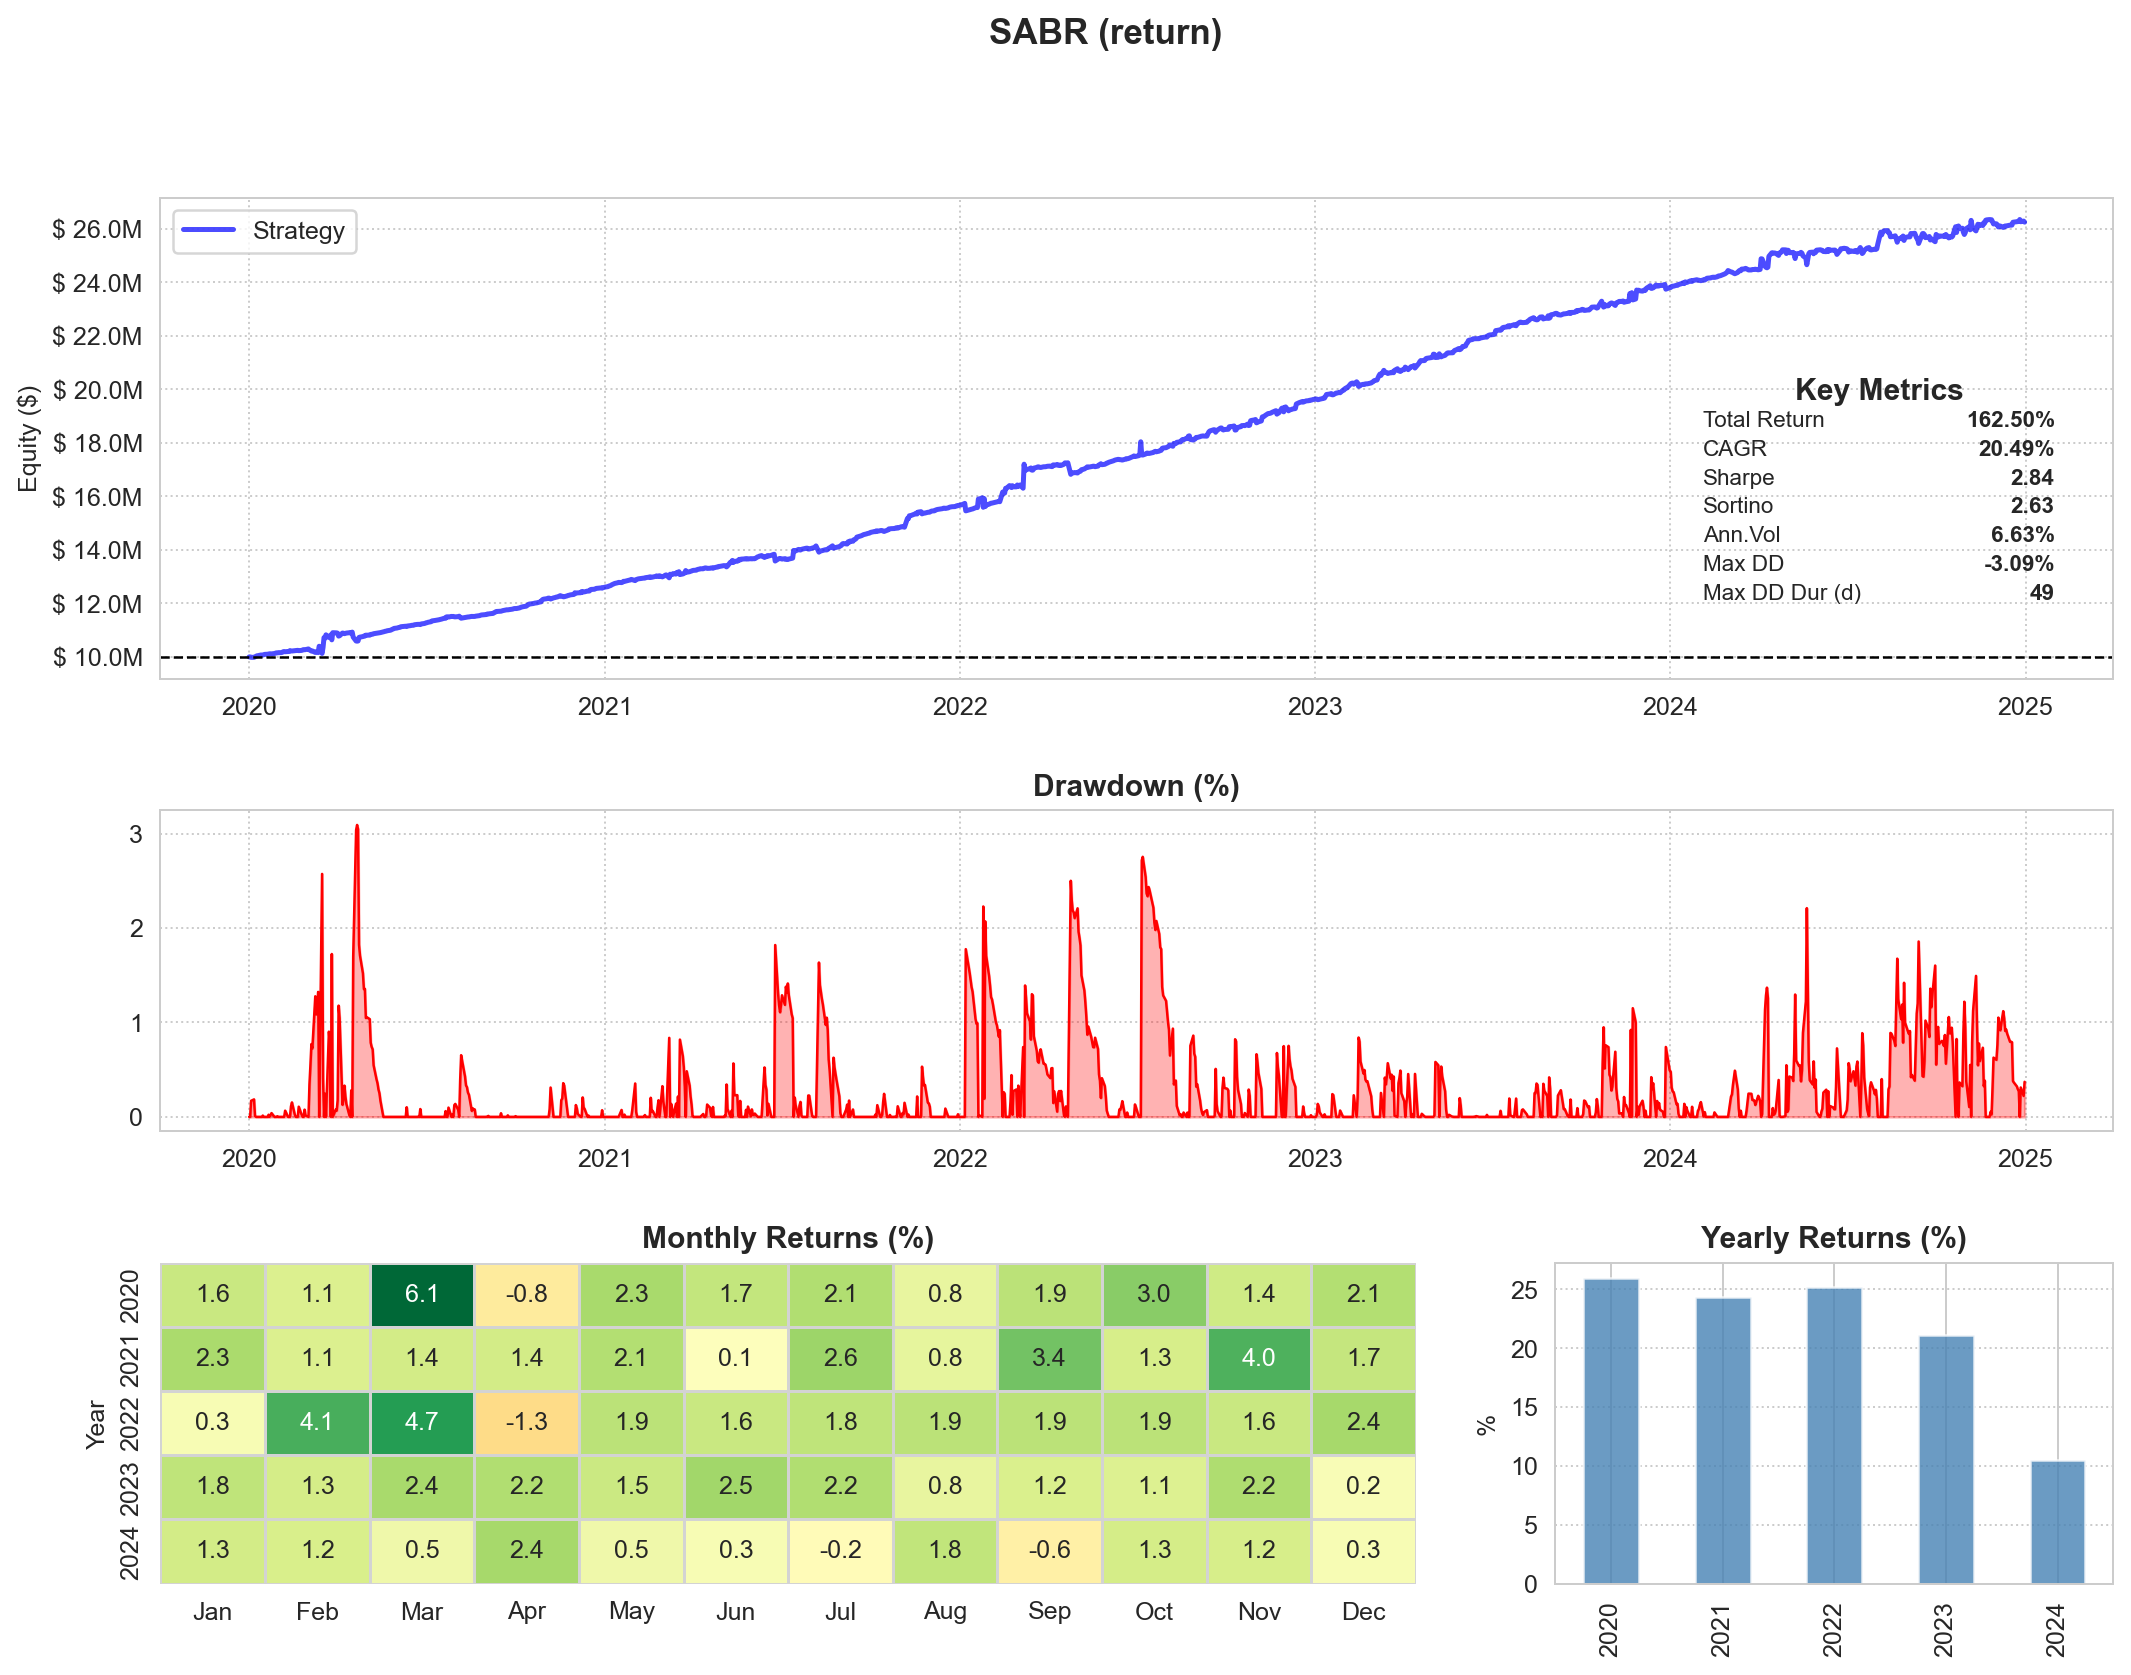 SABR (return)
Strategy
Equity ($)
$ 26.0M
$ 24.0M
$ 22.0M
$ 20.0M
$ 18.0M
$ 16.0M
$ 14.0M
$ 12.0M
$ 10.0M
Key Metrics
Total Return 162.50%
CAGR 20.49%
Sharpe 2.84
Sortino 2.63
Ann.Vol 6.63%
Max DD -3.09%
Max DD Dur (d) 49
2020 2021 2022 2023 2024 2025
Drawdown (%)
3
2
1
0
2020 2021 2022 2023 2024 2025
Monthly Returns (%)
Year
2020 1.6 1.1 6.1 -0.8 2.3 1.7 2.1 0.8 1.9 3.0 1.4 2.1
2021 2.3 1.1 1.4 1.4 2.1 0.1 2.6 0.8 3.4 1.3 4.0 1.7
2022 0.3 4.1 4.7 -1.3 1.9 1.6 1.8 1.9 1.9 1.9 1.6 2.4
2023 1.8 1.3 2.4 2.2 1.5 2.5 2.2 0.8 1.2 1.1 2.2 0.2
2024 1.3 1.2 0.5 2.4 0.5 0.3 -0.2 1.8 -0.6 1.3 1.2 0.3
Jan Feb Mar Apr May Jun Jul Aug Sep Oct Nov Dec
Yearly Returns (%)
%
25
20
15
10
5
0
2020 2021 2022 2023 2024